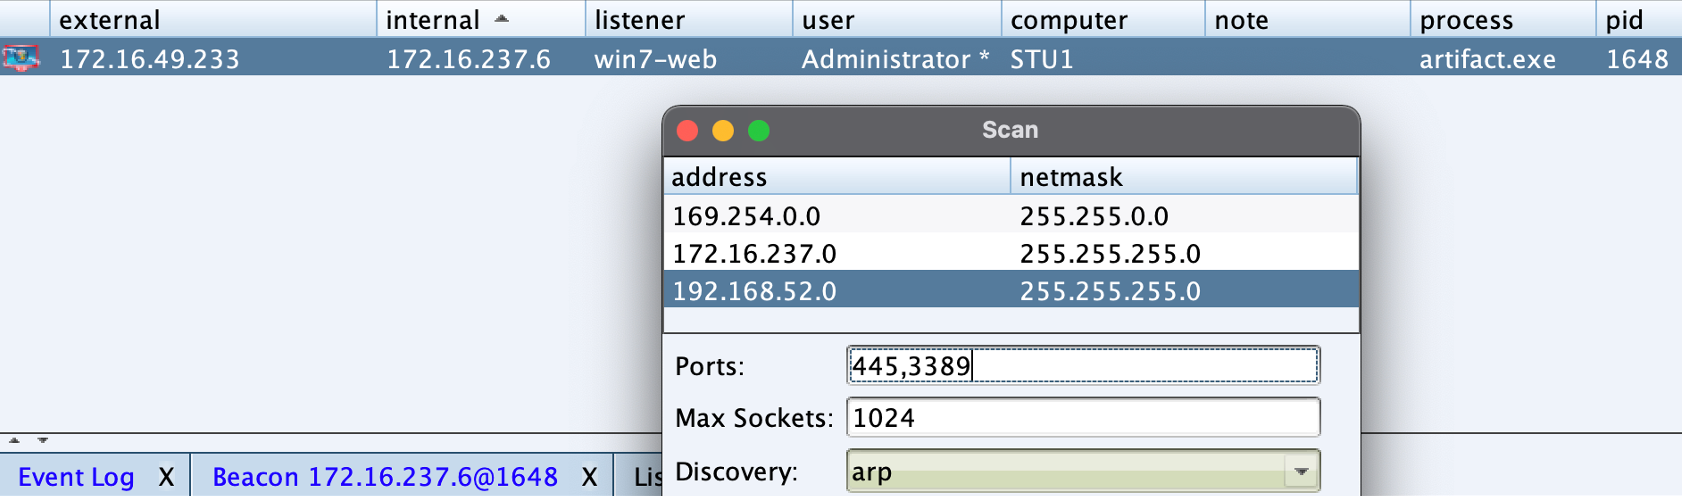 external internal listener user computer note process pid
172.16.49.233 172.16.237.6 win7-web Administrator * STU1 artifact.exe 1648
Scan
address netmask
169.254.0.0 255.255.0.0
172.16.237.0 255.255.255.0
192.168.52.0 255.255.255.0
Ports: 445,3389
Max Sockets: 1024
Discovery: arp
Event Log X Beacon 172.16.237.6@1648 X Lis